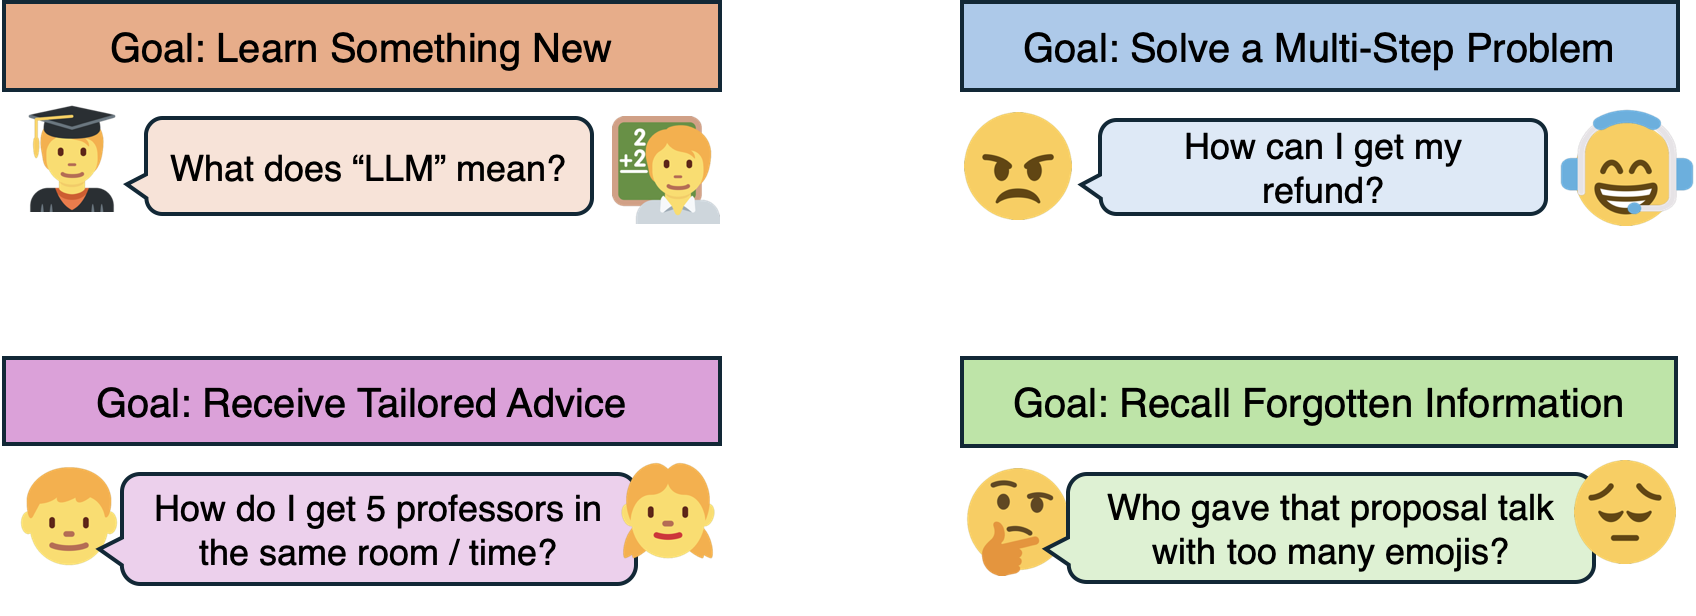 Goal: Learn Something New
What does “LLM” mean?
2
+2
Goal: Solve a Multi-Step Problem
How can I get my
refund?
Goal: Receive Tailored Advice
How do I get 5 professors in
the same room / time?
Goal: Recall Forgotten Information
Who gave that proposal talk
with too many emojis?